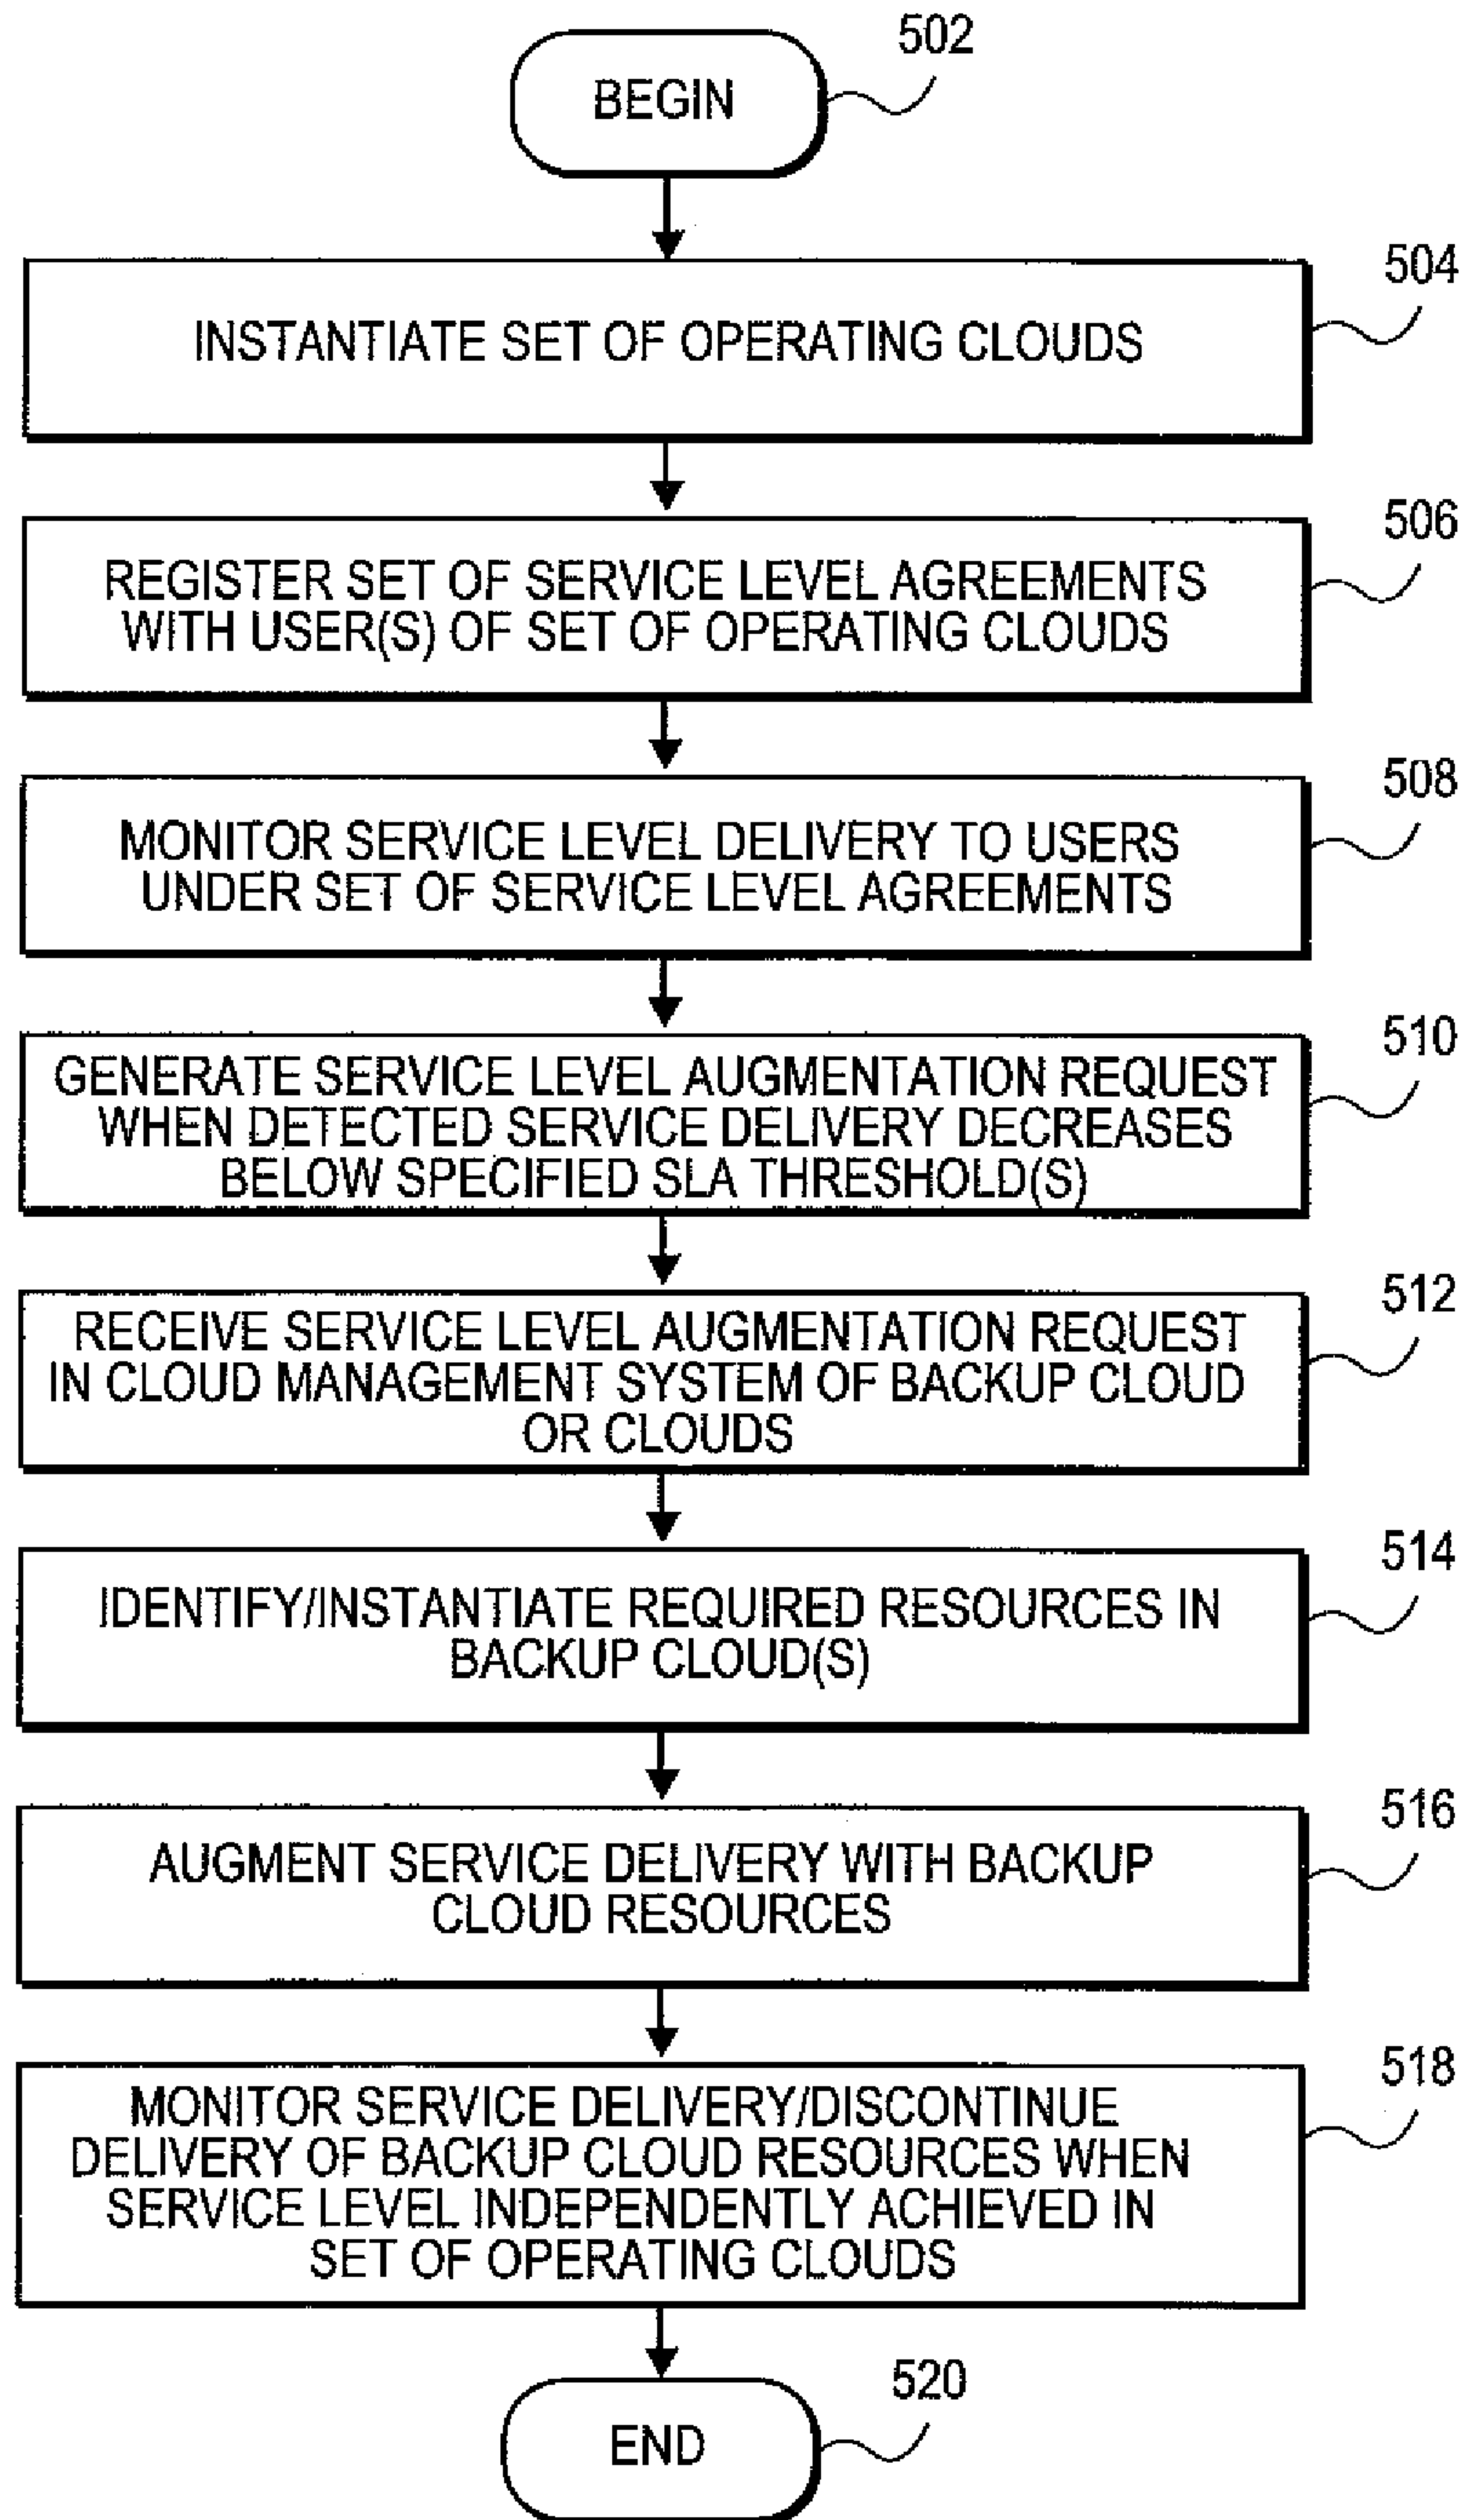 502
BEGIN
504
INSTANTIATE SET OF OPERATING CLOUDS
506
REGISTER SET OF SERVICE LEVEL AGREEMENTS
WITH USER(S) OF SET OF OPERATING CLOUDS
508
MONITOR SERVICE LEVEL DELIVERY TO USERS
UNDER SET OF SERVICE LEVEL AGREEMENTS
510
GENERATE SERVICE LEVEL AUGMENTATION REQUEST
WHEN DETECTED SERVICE DELIVERY DECREASES
BELOW SPECIFIED SLA THRESHOLD(S)
512
RECEIVE SERVICE LEVEL AUGMENTATION REQUEST
IN CLOUD MANAGEMENT SYSTEM OF BACKUP CLOUD
OR CLOUDS
514
IDENTIFY/INSTANTIATE REQUIRED RESOURCES IN
BACKUP CLOUD(S)
516
AUGMENT SERVICE DELIVERY WITH BACKUP
CLOUD RESOURCES
518
MONITOR SERVICE DELIVERY/DISCONTINUE
DELIVERY OF BACKUP CLOUD RESOURCES WHEN
SERVICE LEVEL INDEPENDENTLY ACHIEVED IN
SET OF OPERATING CLOUDS
520
END